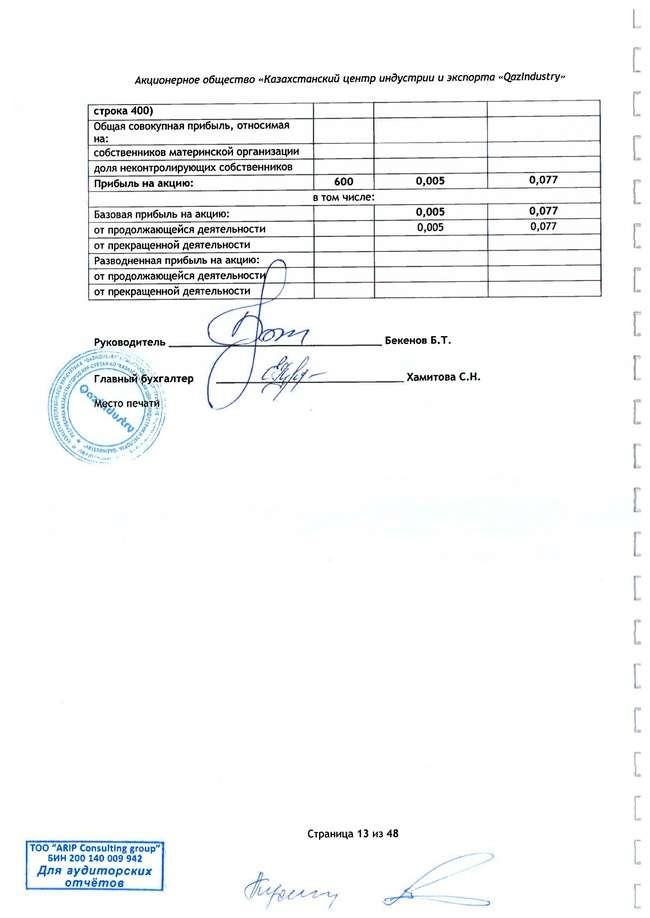 Акционерное общество «Казахстанский центр индустрии и экспорта «QazIndustry»
строка 400)
Общая совокупная прибыль, относимая на:
собственников материнской организации
доля неконтролирующих собственников
Прибыль на акцию: 600 0,005 0,077
в том числе:
Базовая прибыль на акцию: 0,005 0,077
от продолжающейся деятельности 0,005 0,077
от прекращенной деятельности
Разводненная прибыль на акцию:
от продолжающейся деятельности
от прекращенной деятельности
Руководитель Бекенов Б.Т.
Главный бухгалтер Хамитова С.Н.
Место печати
QazIndustry
Страница 13 из 48
ТОО "ARIP Consulting group"
БИН 200 140 009 942
Для аудиторских
отчётов